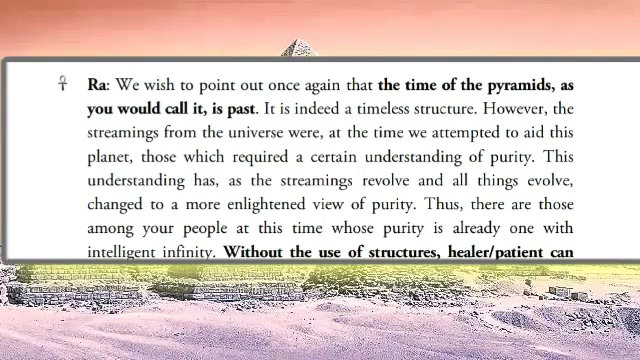 Ra: We wish to point out once again that the time of the pyramids, as
you would call it, is past. It is indeed a timeless structure. However, the
streamings from the universe were, at the time we attempted to aid this
planet, those which required a certain understanding of purity. This
understanding has, as the streamings revolve and all things evolve,
changed to a more enlightened view of purity. Thus, there are those
among your people at this time whose purity is already one with
intelligent infinity. Without the use of structures, healer/patient can